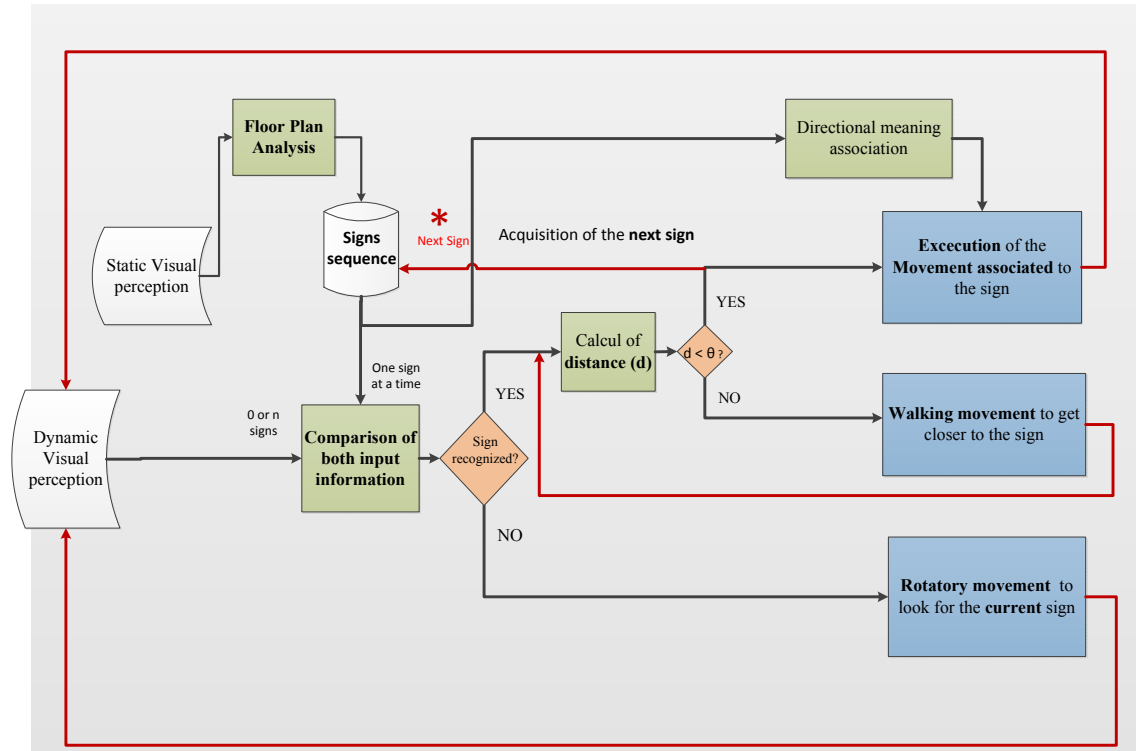 Floor Plan
Analysis
Directional meaning
association
Static Visual
perception
Signs
sequence
*
Next Sign
Acquisition of the next sign
Excecution of the
Movement associated to
the sign
YES
Calcul of
distance (d)
d < θ ?
NO
One sign
at a time
0 or n
signs
YES
Walking movement to get
closer to the sign
Dynamic
Visual
perception
Comparison of
both input
information
Sign
recognized?
NO
Rotatory movement to
look for the current sign